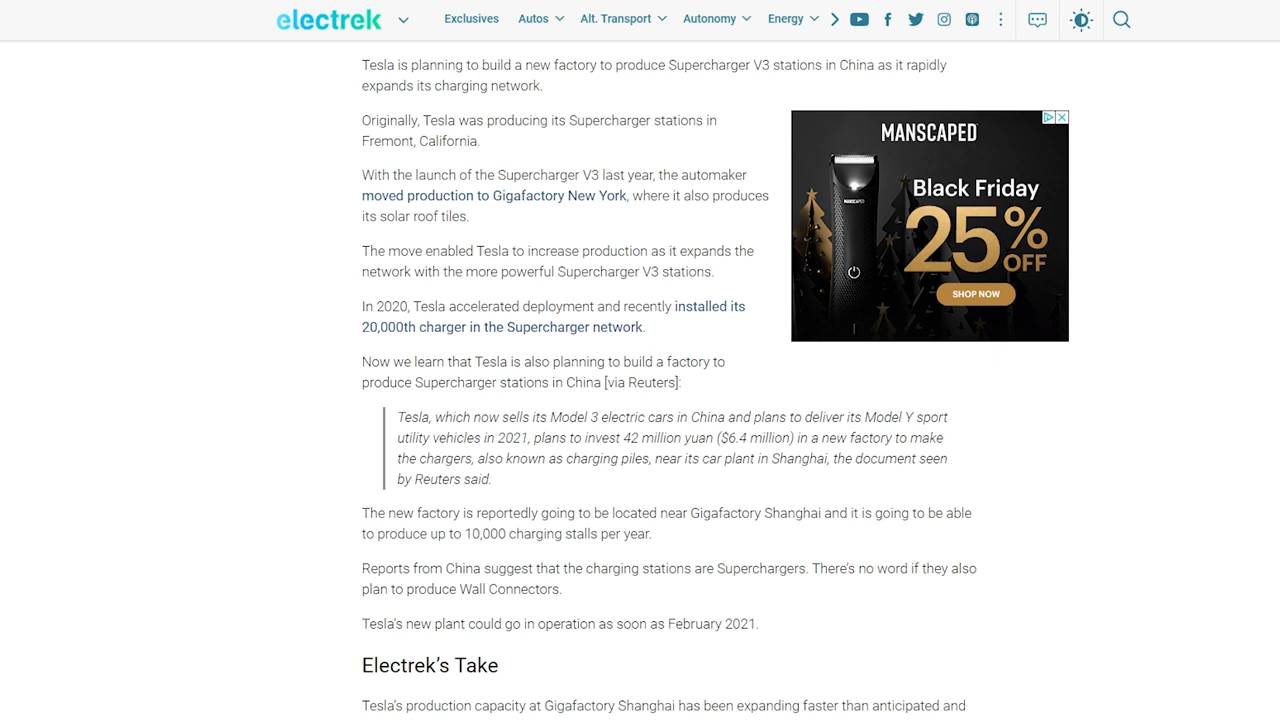 electrek
Exclusives
Autos
Alt. Transport
Autonomy
Energy
Tesla is planning to build a new factory to produce Supercharger V3 stations in China as it rapidly
expands its charging network.
Originally, Tesla was producing its Supercharger stations in
Fremont, California.
With the launch of the Supercharger V3 last year, the automaker
moved production to Gigafactory New York, where it also produces
its solar roof tiles.
The move enabled Tesla to increase production as it expands the
network with the more powerful Supercharger V3 stations.
In 2020, Tesla accelerated deployment and recently installed its
20,000th charger in the Supercharger network.
Now we learn that Tesla is also planning to build a factory to
produce Supercharger stations in China [via Reuters]:
MANSCAPED
MANSCAPED
Black Friday
25%
OFF
SHOP NOW
Tesla, which now sells its Model 3 electric cars in China and plans to deliver its Model Y sport
utility vehicles in 2021, plans to invest 42 million yuan ($6.4 million) in a new factory to make
the chargers, also known as charging piles, near its car plant in Shanghai, the document seen
by Reuters said.
The new factory is reportedly going to be located near Gigafactory Shanghai and it is going to be able
to produce up to 10,000 charging stalls per year.
Reports from China suggest that the charging stations are Superchargers. There's no word if they also
plan to produce Wall Connectors.
Tesla's new plant could go in operation as soon as February 2021.
Electrek's Take
Tesla's production capacity at Gigafactory Shanghai has been expanding faster than anticipated and